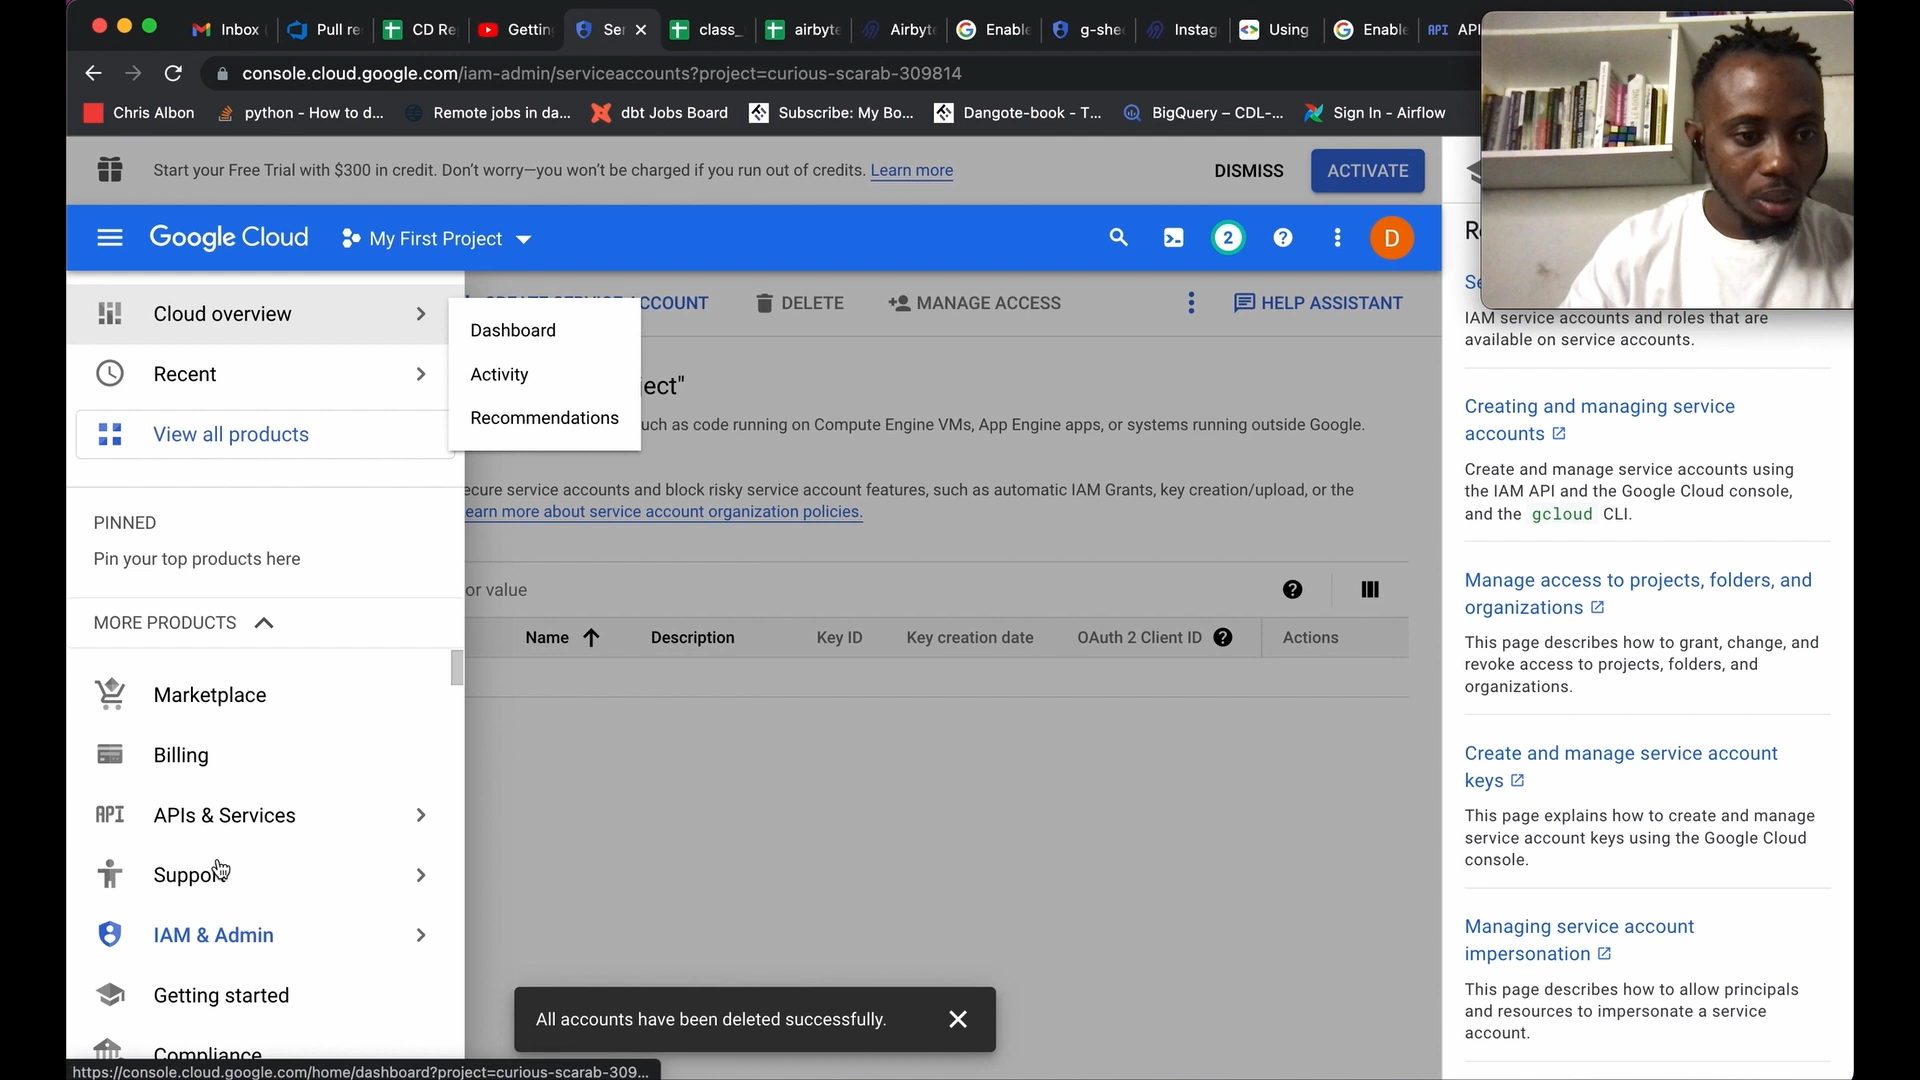 Inbox
Pull re
CD Re
Getting
Ser
class_
airbyte
Airbyt
Enable
g-shee
Instag
Using
Enable
API
API
console.cloud.google.com/iam-admin/serviceaccounts?project=curious-scarab-309814
Chris Albon
python - How to d...
Remote jobs in da...
dbt Jobs Board
Subscribe: My Bo...
Dangote-book - T...
BigQuery – CDL-...
Sign In - Airflow
Start your Free Trial with $300 in credit. Don't worry—you won't be charged if you run out of credits. Learn more
DISMISS
ACTIVATE
Google Cloud
My First Project
2
D
Cloud overview
Recent
View all products
PINNED
Pin your top products here
MORE PRODUCTS
Marketplace
Billing
API
APIs & Services
Support
IAM & Admin
Getting started
Compliance
Dashboard
Activity
Recommendations
CREATE SERVICE ACCOUNT
DELETE
MANAGE ACCESS
HELP ASSISTANT
ject"
uch as code running on Compute Engine VMs, App Engine apps, or systems running outside Google.
ecure service accounts and block risky service account features, such as automatic IAM Grants, key creation/upload, or the
earn more about service account organization policies.
or value
Name
Description
Key ID
Key creation date
OAuth 2 Client ID
Actions
All accounts have been deleted successfully.
https://console.cloud.google.com/home/dashboard?project=curious-scarab-309...
IAM service accounts and roles that are
available on service accounts.
Creating and managing service
accounts
Create and manage service accounts using
the IAM API and the Google Cloud console,
and the gcloud CLI.
Manage access to projects, folders, and
organizations
This page describes how to grant, change, and
revoke access to projects, folders, and
organizations.
Create and manage service account
keys
This page explains how to create and manage
service account keys using the Google Cloud
console.
Managing service account
impersonation
This page describes how to allow principals
and resources to impersonate a service
account.